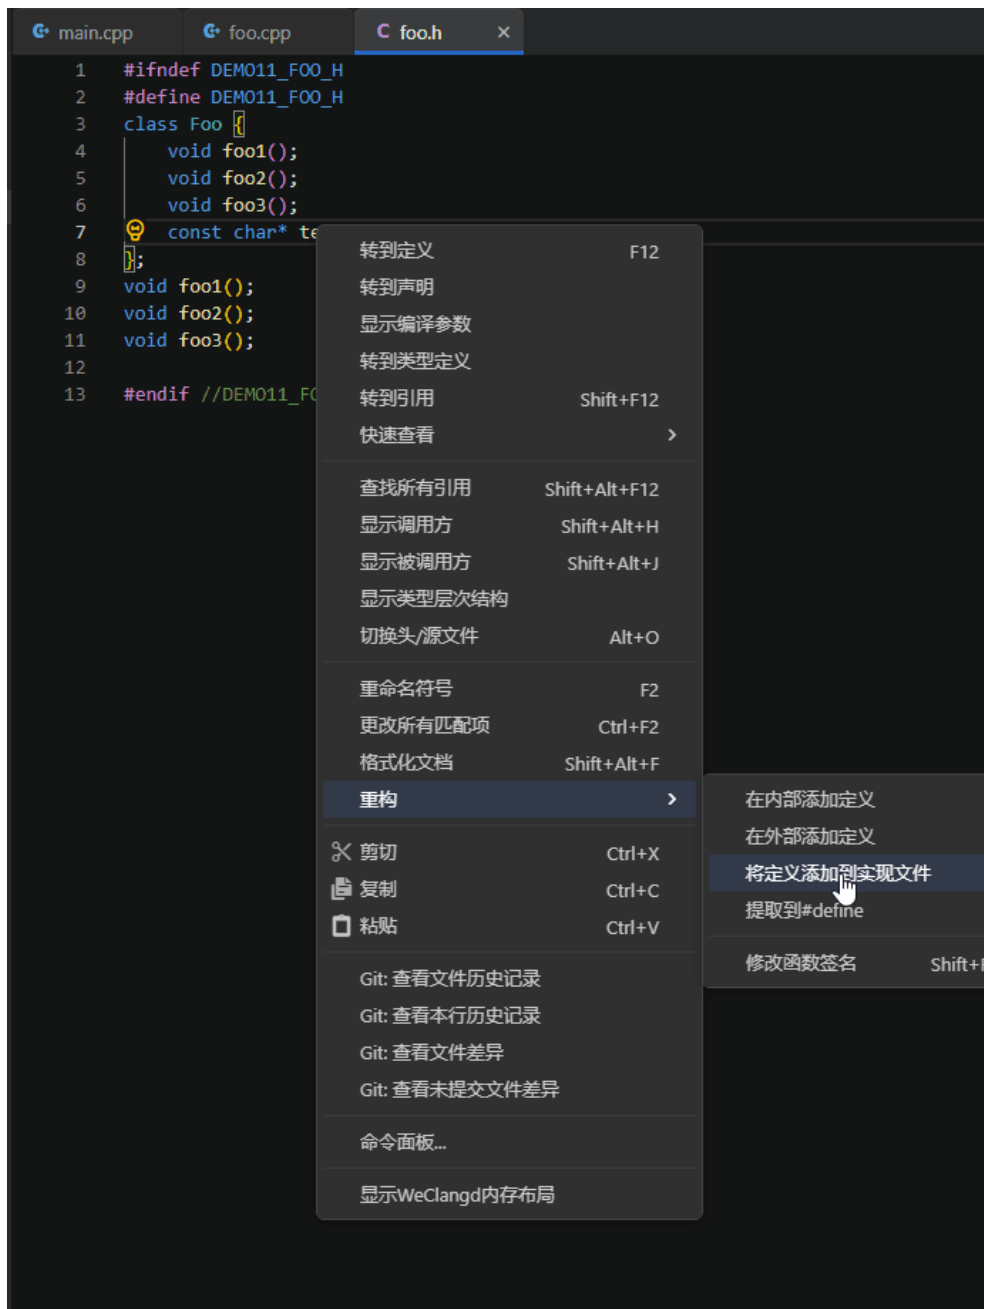 main.cpp foo.cpp C foo.h ×
1 #ifndef DEMO11_FOO_H
2 #define DEMO11_FOO_H
3 class Foo {
4 void foo1();
5 void foo2();
6 void foo3();
7 const char* te
8 };
9 void foo1();
10 void foo2();
11 void foo3();
12
13 #endif //DEMO11_FO
转到定义 F12
转到声明
显示编译参数
转到类型定义
转到引用 Shift+F12
快速查看
查找所有引用 Shift+Alt+F12
显示调用方 Shift+Alt+H
显示被调用方 Shift+Alt+J
显示类型层次结构
切换头/源文件 Alt+O
重命名符号 F2
更改所有匹配项 Ctrl+F2
格式化文档 Shift+Alt+F
重构
剪切 Ctrl+X
复制 Ctrl+C
粘贴 Ctrl+V
Git: 查看文件历史记录
Git: 查看本行历史记录
Git: 查看文件差异
Git: 查看未提交文件差异
命令面板...
显示WeClangd内存布局
在内部添加定义
在外部添加定义
将定义添加到实现文件
提取到#define
修改函数签名 Shift+